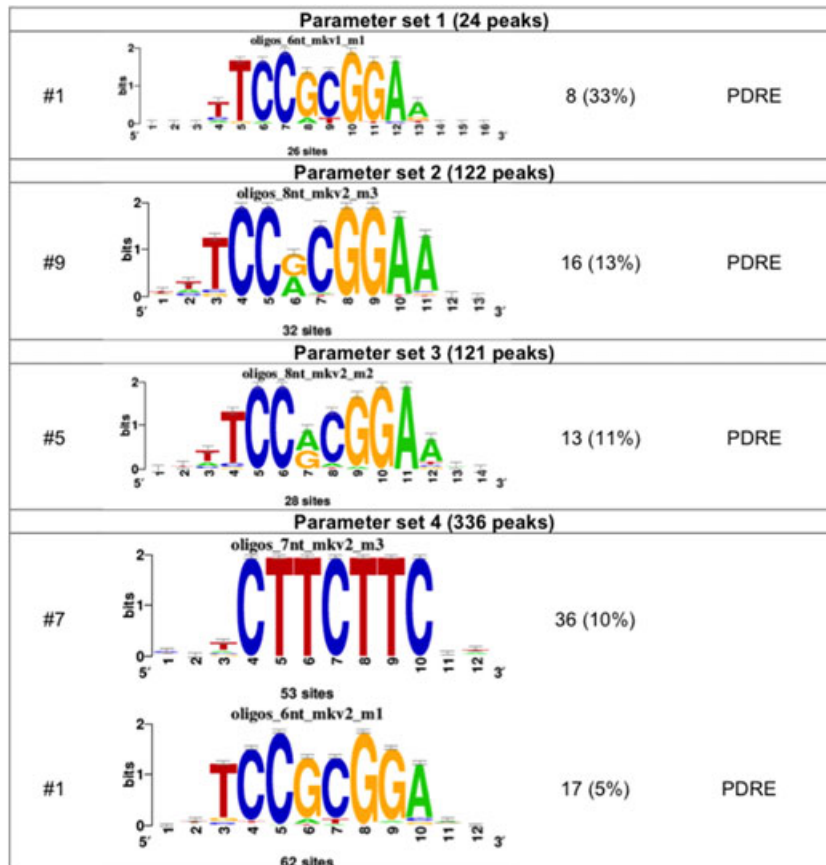 Parameter set 1 (24 peaks)
oligos_6nt_mkv1_m1
#1
bits
2
1
0
TTCCGCGGAA
5′ 1 2 3 4 5 6 7 8 9 10 11 12 13 14 15 16 3′
26 sites
8 (33%)
PDRE
Parameter set 2 (122 peaks)
oligos_8nt_mkv2_m3
#9
bits
2
1
0
TTCCGCGGAA
A
5′ 1 2 3 4 5 6 7 8 9 10 11 12 13 3′
32 sites
16 (13%)
PDRE
Parameter set 3 (121 peaks)
oligos_8nt_mkv2_m2
#5
bits
2
1
0
TTCCACGGAA
G
5′ 1 2 3 4 5 6 7 8 9 10 11 12 13 14 3′
28 sites
13 (11%)
PDRE
Parameter set 4 (336 peaks)
oligos_7nt_mkv2_m3
#7
bits
2
1
0
TCTTCTTC
5′ 1 2 3 4 5 6 7 8 9 10 11 12 3′
53 sites
36 (10%)
oligos_6nt_mkv2_m1
#1
bits
2
1
0
TCCGCGGA
5′ 1 2 3 4 5 6 7 8 9 10 11 12 3′
62 sites
17 (5%)
PDRE